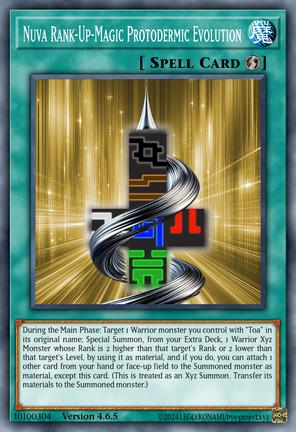 Nuva Rank-Up-Magic Protodermic Evolution
魔
[ Spell Card ]
During the Main Phase: Target 1 Warrior monster you control with "Toa" in
its original name; Special Summon, from your Extra Deck, 1 Warrior Xyz
Monster whose Rank is 2 higher than that target's Rank or 2 lower than
that target's Level, by using it as material, and if you do, you can attach 1
other card from your hand or face-up field to the Summoned monster as
material, except this card. (This is treated as an Xyz Summon. Transfer its
materials to the Summoned monster.)
10100304
Version 4.6.5
©2024 LEGO/KONAMI/bye-project.xyz